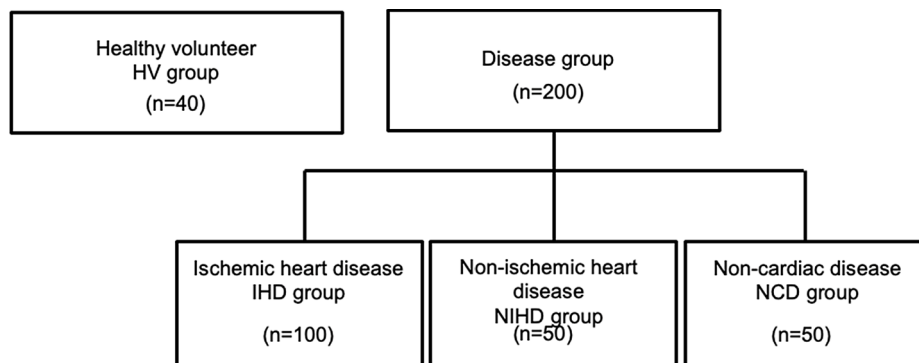 Healthy volunteer
HV group
(n=40)
Disease group
(n=200)
Ischemic heart disease
IHD group
(n=100)
Non-ischemic heart
disease
NIHD group
(n=50)
Non-cardiac disease
NCD group
(n=50)